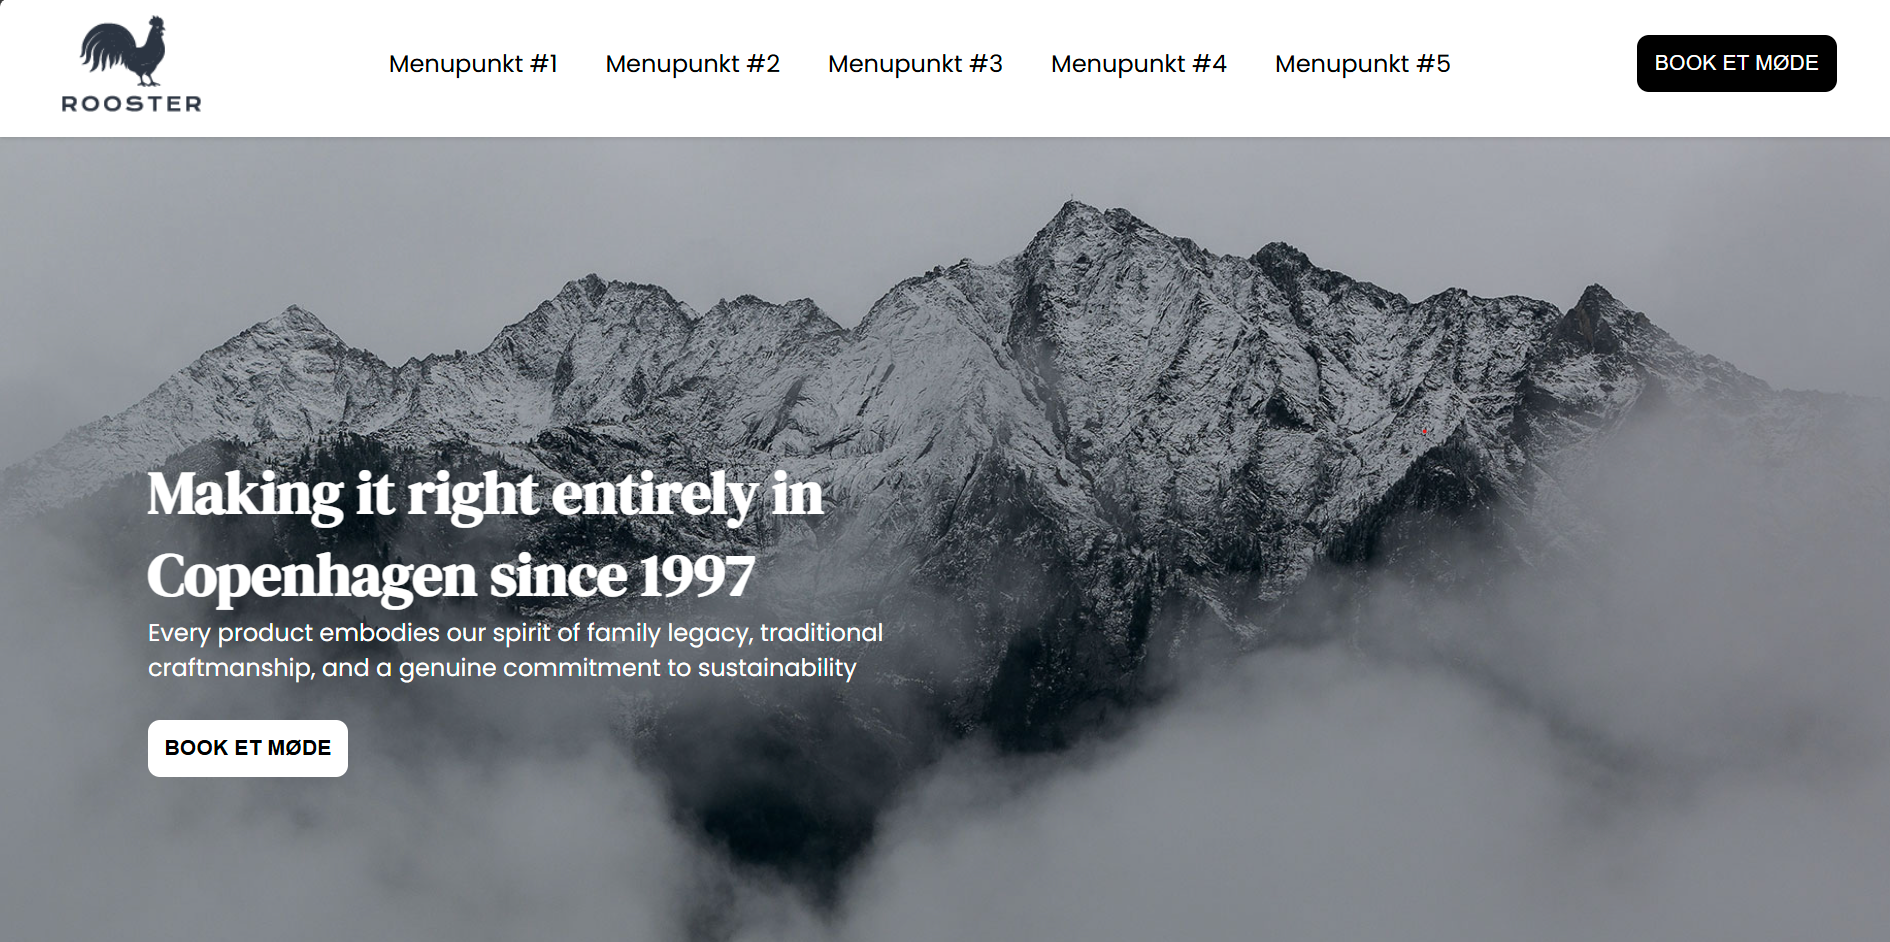 ROOSTER
Menupunkt #1 Menupunkt #2 Menupunkt #3 Menupunkt #4 Menupunkt #5
BOOK ET MØDE
Making it right entirely in
Copenhagen since 1997
Every product embodies our spirit of family legacy, traditional
craftmanship, and a genuine commitment to sustainability
BOOK ET MØDE